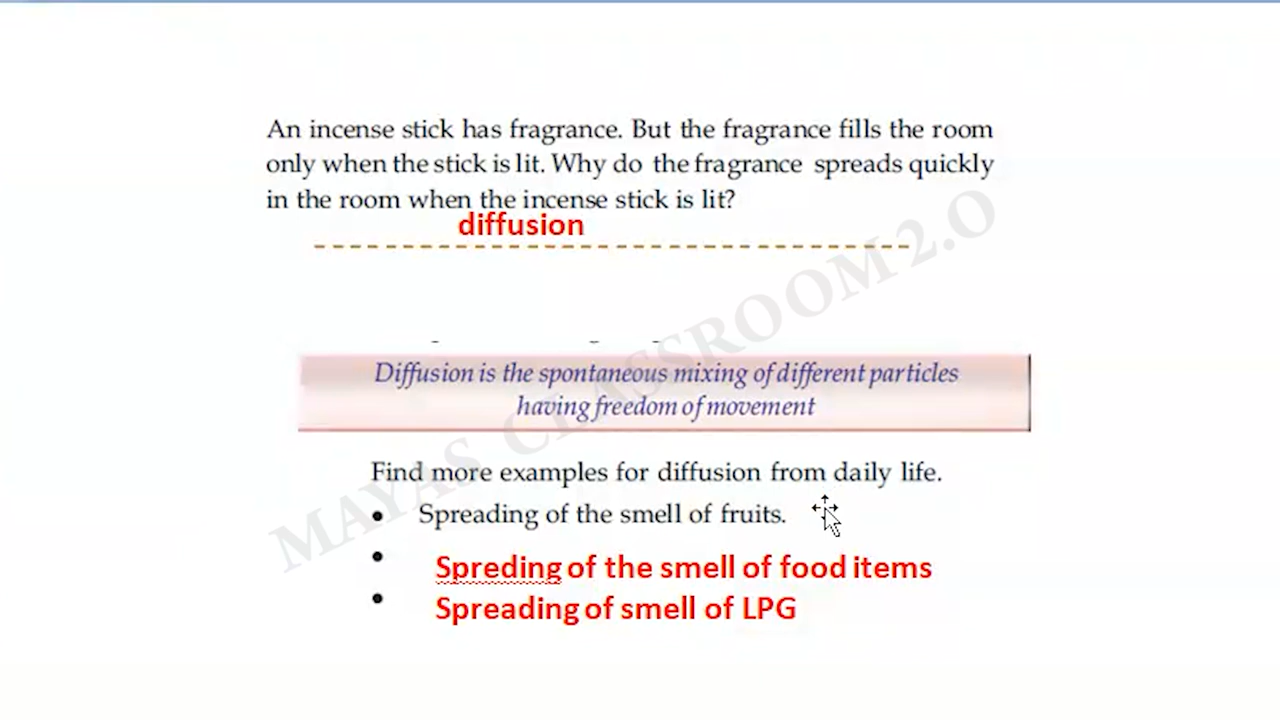 An incense stick has fragrance. But the fragrance fills the room
only when the stick is lit. Why do the fragrance spreads quickly
in the room when the incense stick is lit?
diffusion
Diffusion is the spontaneous mixing of different particles
having freedom of movement
Find more examples for diffusion from daily life.
• Spreading of the smell of fruits.
• Spreding of the smell of food items
• Spreading of smell of LPG
MAYAS CLASSROOM 2.O